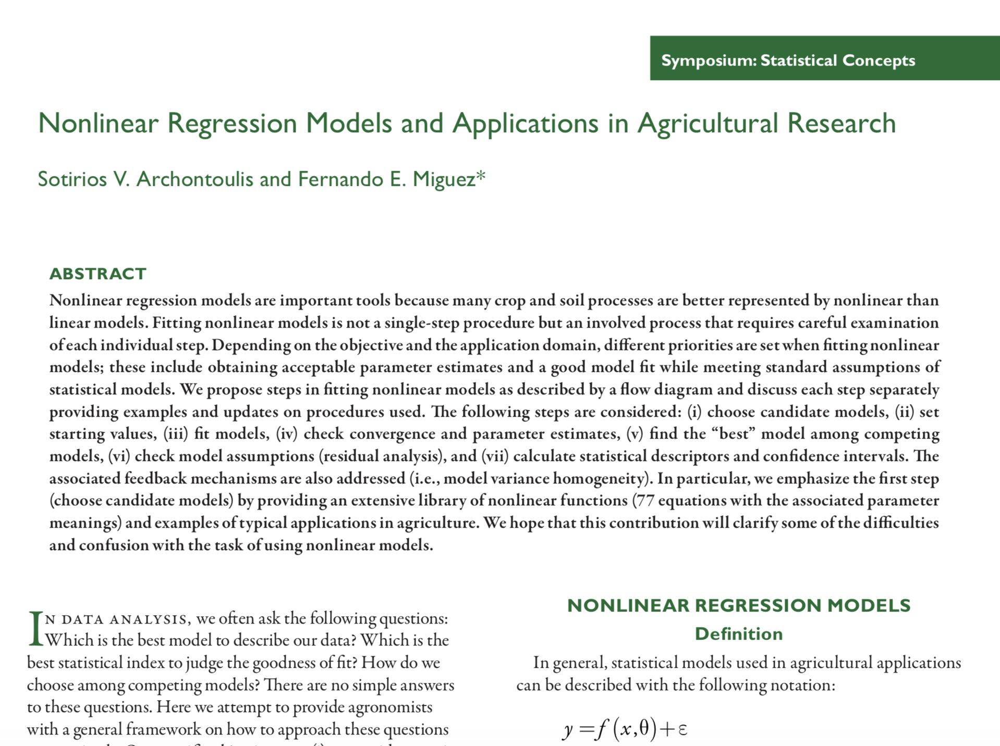 Symposium: Statistical Concepts
Nonlinear Regression Models and Applications in Agricultural Research
Sotirios V. Archontoulis and Fernando E. Miguez*
ABSTRACT
Nonlinear regression models are important tools because many crop and soil processes are better represented by nonlinear than
linear models. Fitting nonlinear models is not a single-step procedure but an involved process that requires careful examination
of each individual step. Depending on the objective and the application domain, different priorities are set when fitting nonlinear
models; these include obtaining acceptable parameter estimates and a good model fit while meeting standard assumptions of
statistical models. We propose steps in fitting nonlinear models as described by a flow diagram and discuss each step separately
providing examples and updates on procedures used. The following steps are considered: (i) choose candidate models, (ii) set
starting values, (iii) fit models, (iv) check convergence and parameter estimates, (v) find the “best” model among competing
models, (vi) check model assumptions (residual analysis), and (vii) calculate statistical descriptors and confidence intervals. The
associated feedback mechanisms are also addressed (i.e., model variance homogeneity). In particular, we emphasize the first step
(choose candidate models) by providing an extensive library of nonlinear functions (77 equations with the associated parameter
meanings) and examples of typical applications in agriculture. We hope that this contribution will clarify some of the difficulties
and confusion with the task of using nonlinear models.
IN DATA ANALYSIS, we often ask the following questions:
Which is the best model to describe our data? Which is the
best statistical index to judge the goodness of fit? How do we
choose among competing models? There are no simple answers
to these questions. Here we attempt to provide agronomists
with a general framework on how to approach these questions
NONLINEAR REGRESSION MODELS
Definition
In general, statistical models used in agricultural applications
can be described with the following notation:
y = f (x,θ) + ε